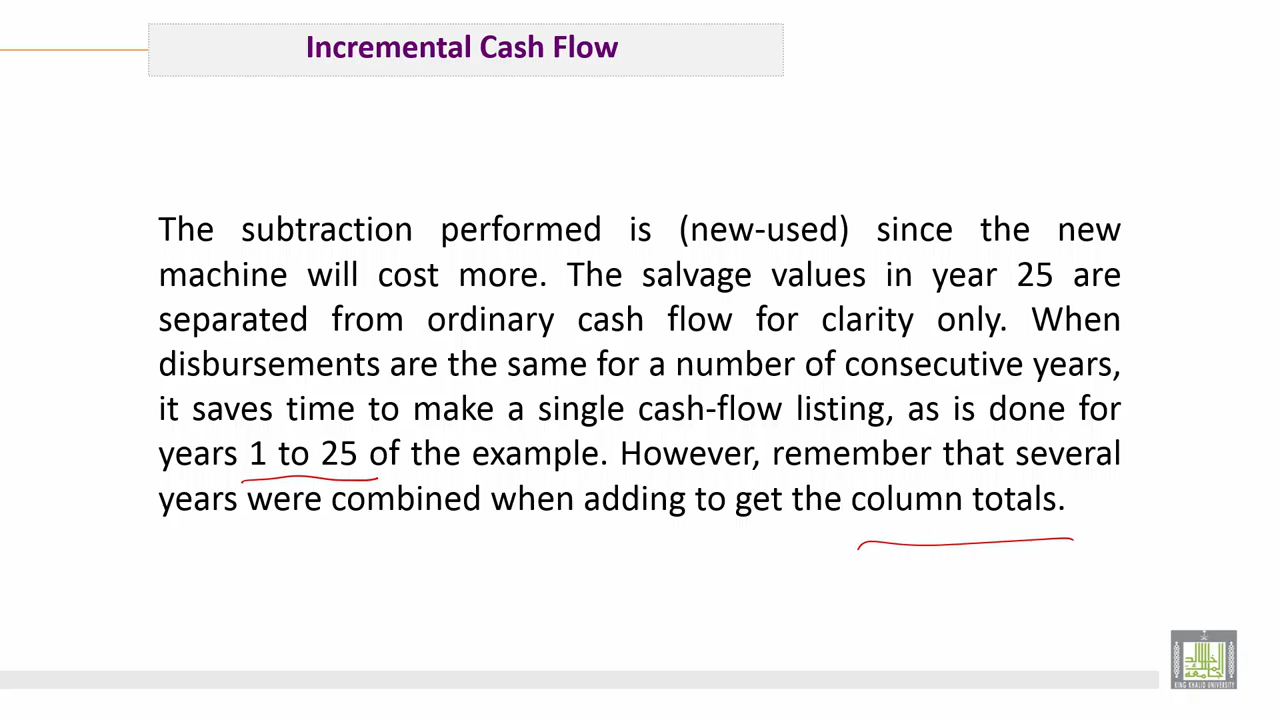 Incremental Cash Flow
The subtraction performed is (new-used) since the new
machine will cost more. The salvage values in year 25 are
separated from ordinary cash flow for clarity only. When
disbursements are the same for a number of consecutive years,
it saves time to make a single cash-flow listing, as is done for
years 1 to 25 of the example. However, remember that several
years were combined when adding to get the column totals.
KING KHALID UNIVERSITY